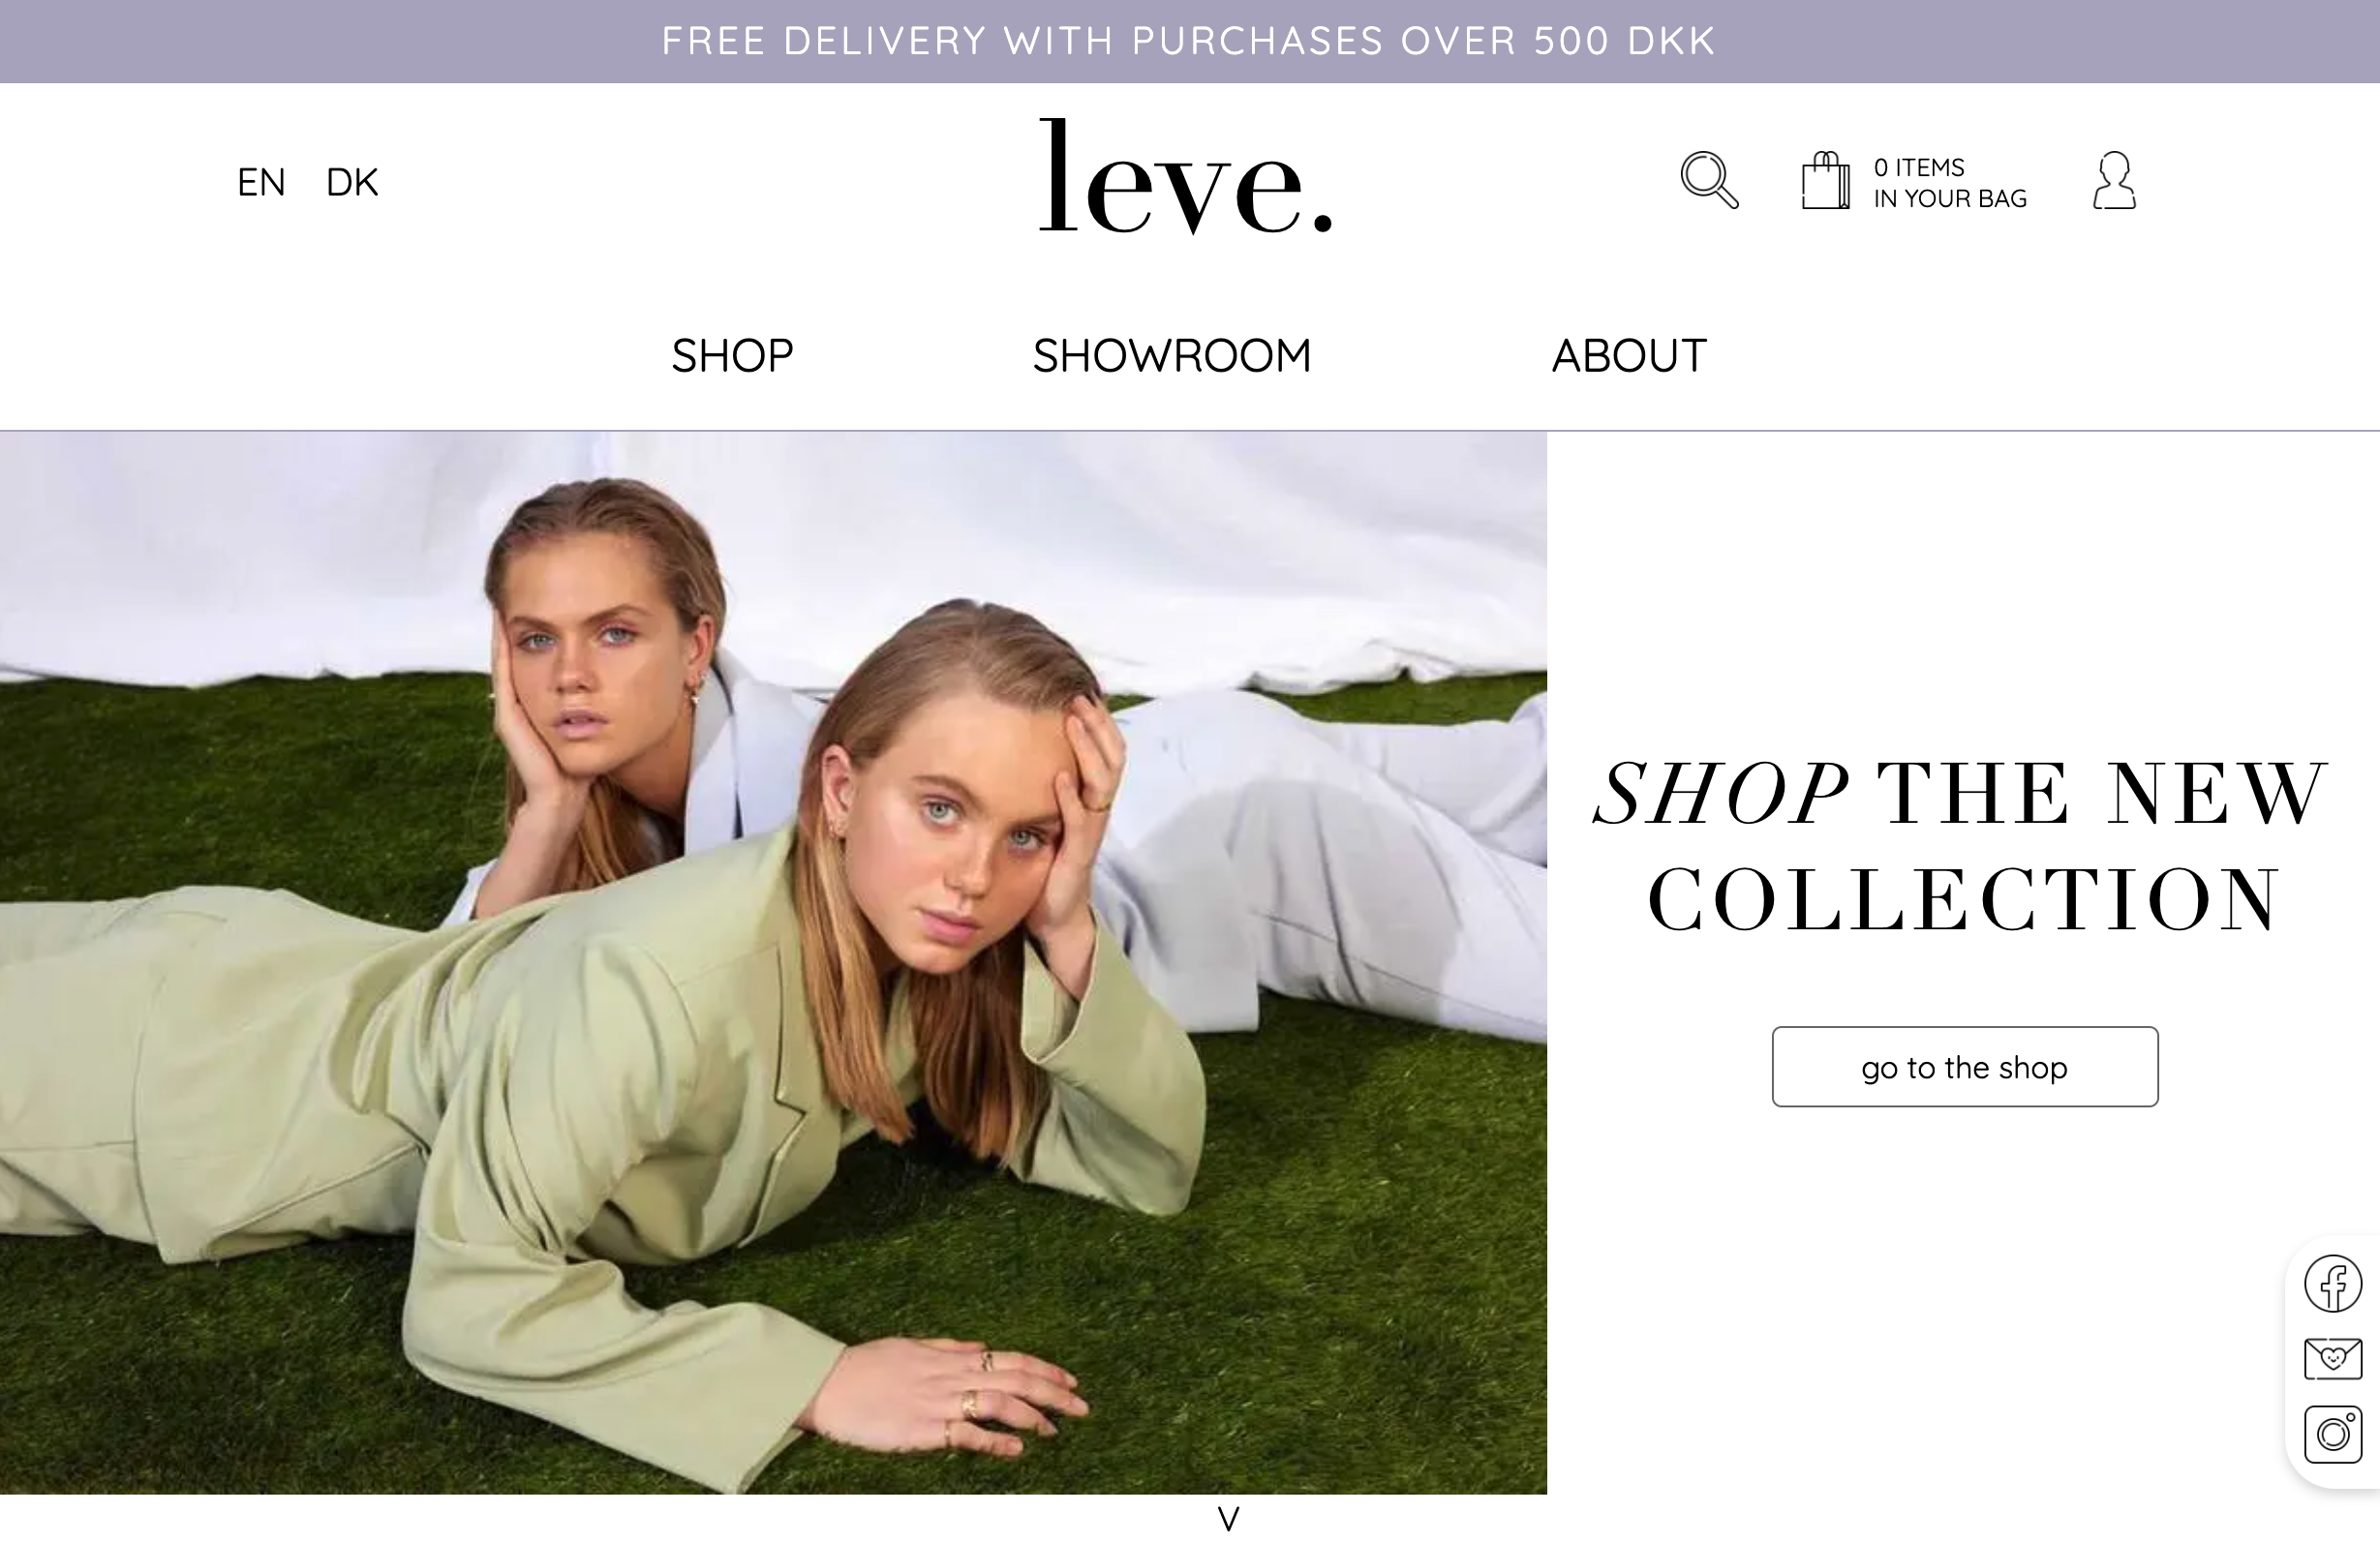 FREE DELIVERY WITH PURCHASES OVER 500 DKK
EN DK
leve.
0 ITEMS
IN YOUR BAG
SHOP SHOWROOM ABOUT
SHOP THE NEW
COLLECTION
go to the shop
V